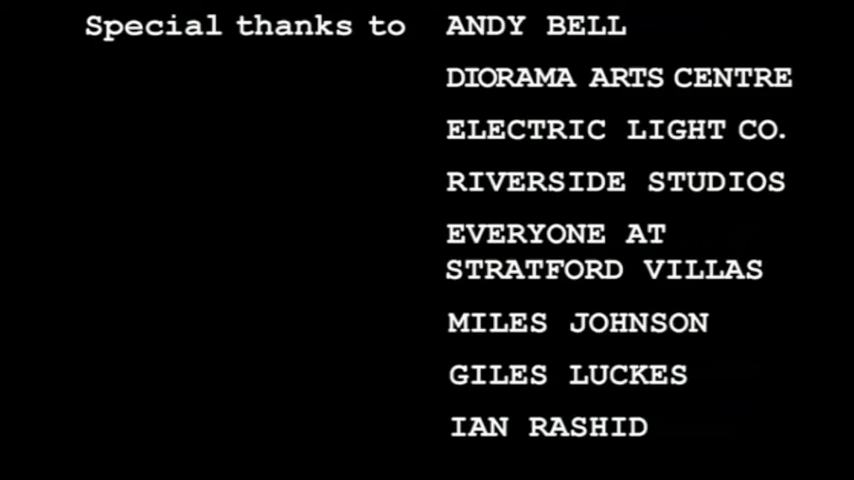 Special thanks to ANDY BELL
DIORAMA ARTS CENTRE
ELECTRIC LIGHT CO.
RIVERSIDE STUDIOS
EVERYONE AT
STRATFORD VILLAS
MILES JOHNSON
GILES LUCKES
IAN RASHID